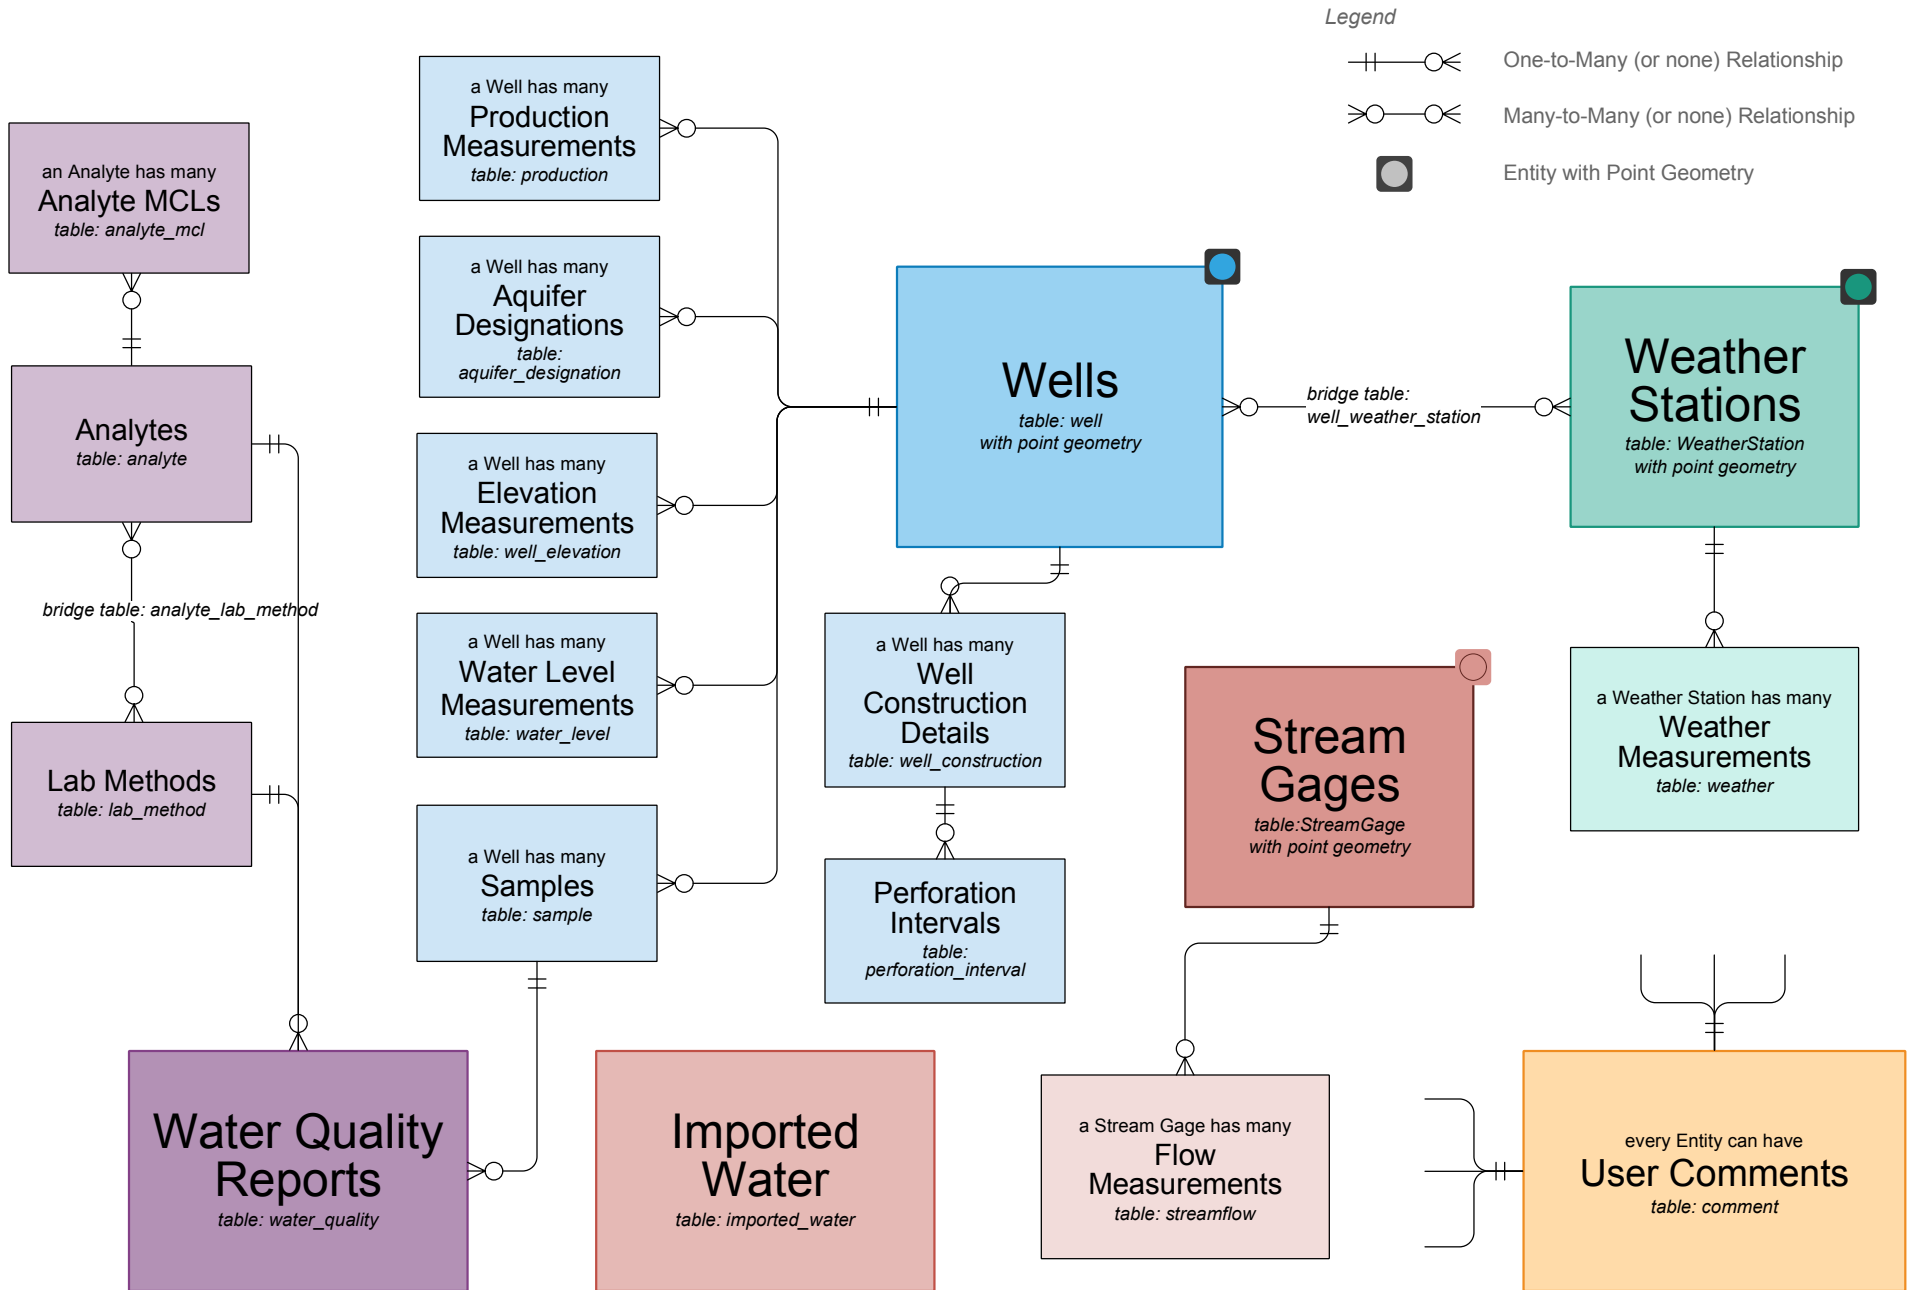 Legend
One-to-Many (or none) Relationship
Many-to-Many (or none) Relationship
Entity with Point Geometry
an Analyte has many
Analyte MCLs
table: analyte_mcl
Analytes
table: analyte
bridge table: analyte_lab_method
Lab Methods
table: lab_method
a Well has many
Production
Measurements
table: production
a Well has many
Aquifer
Designations
table:
aquifer_designation
a Well has many
Elevation
Measurements
table: well_elevation
a Well has many
Water Level
Measurements
table: water_level
a Well has many
Samples
table: sample
Wells
table: well
with point geometry
bridge table:
well_weather_station
Weather
Stations
table: WeatherStation
with point geometry
a Well has many
Well
Construction
Details
table: well_construction
Perforation
Intervals
table:
perforation_interval
Stream
Gages
table:StreamGage
with point geometry
a Weather Station has many
Weather
Measurements
table: weather
Water Quality
Reports
table: water_quality
Imported
Water
table: imported_water
a Stream Gage has many
Flow
Measurements
table: streamflow
every Entity can have
User Comments
table: comment